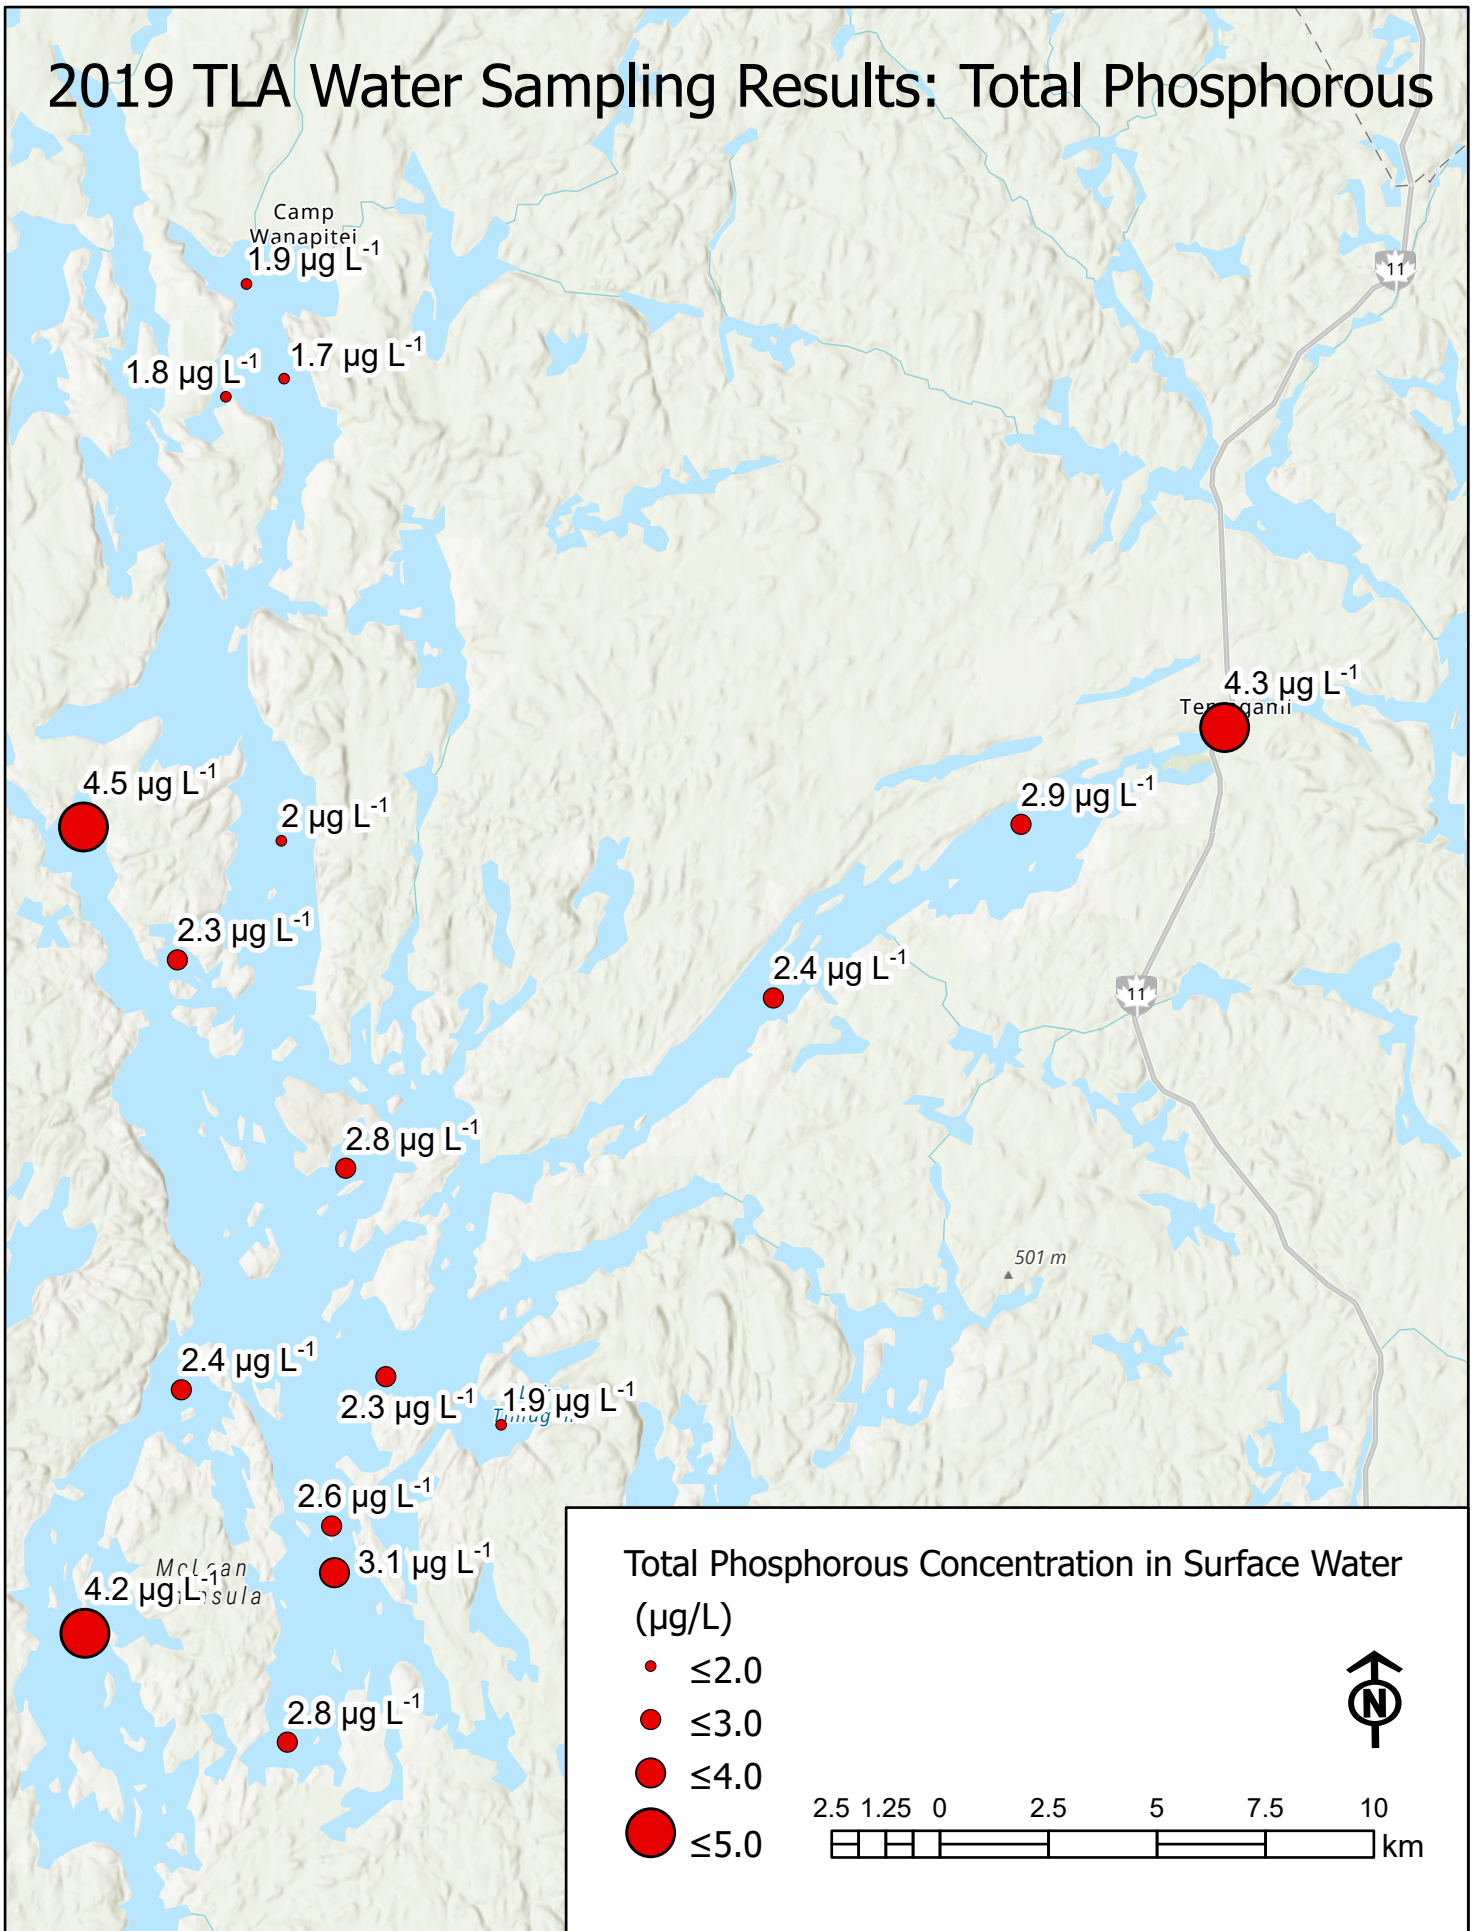 2019 TLA Water Sampling Results: Total Phosphorous
Camp
Wanapitei
1.9 µg L⁻¹
1.7 µg L⁻¹
1.8 µg L⁻¹
11
4.3 µg L⁻¹
4.5 µg L⁻¹
2 µg L⁻¹
2.9 µg L⁻¹
2.3 µg L⁻¹
2.4 µg L⁻¹
11
2.8 µg L⁻¹
501 m
2.4 µg L⁻¹
2.3 µg L⁻¹
1.9 µg L⁻¹
2.6 µg L⁻¹
3.1 µg L⁻¹
4.2 µg L⁻¹
2.8 µg L⁻¹
Total Phosphorous Concentration in Surface Water
(µg/L)
≤2.0
≤3.0
≤4.0
≤5.0
N
2.5 1.25 0 2.5 5 7.5 10
km